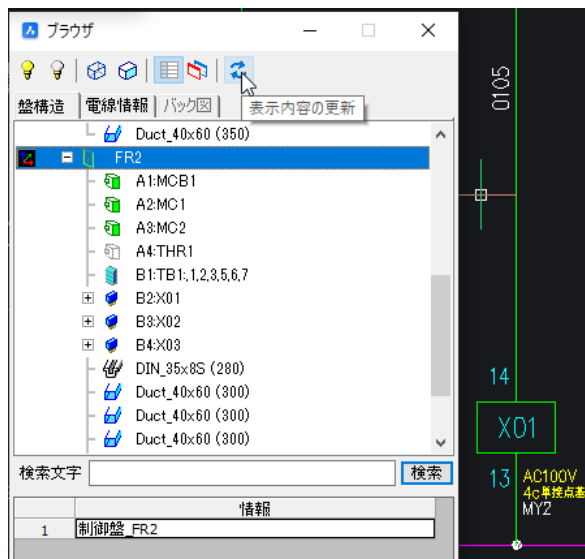 ブラウザ
盤構造
電線情報
バック図
表示内容の更新
Duct_40x60 (350)
FR2
A1:MCB1
A2:MC1
A3:MC2
A4:THR1
B1:TB1:,1,2,3,5,6,7
B2:X01
B3:X02
B4:X03
DIN_35x8S (280)
Duct_40x60 (300)
Duct_40x60 (300)
Duct_40x60 (300)
検索文字
検索
情報
1
制御盤_FR2
0105
14
X01
13
AC100V
4c単接点基
MY2